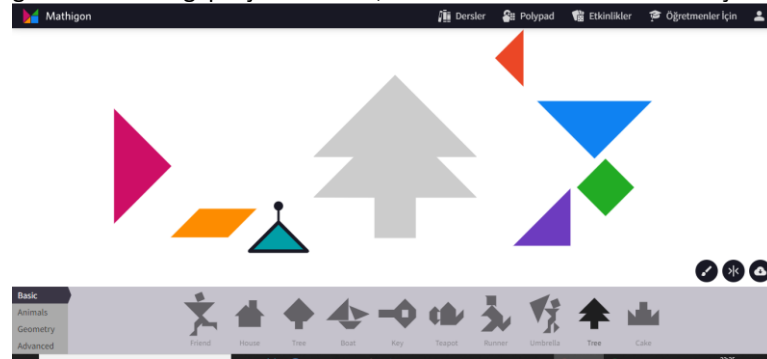 Mathigon Dersler Polypad Etkinlikler Öğretmenler İçin
Basic
Animals
Geometry
Advanced
Friend House Tree Boat Key Teapot Runner Umbrella Tree Cake